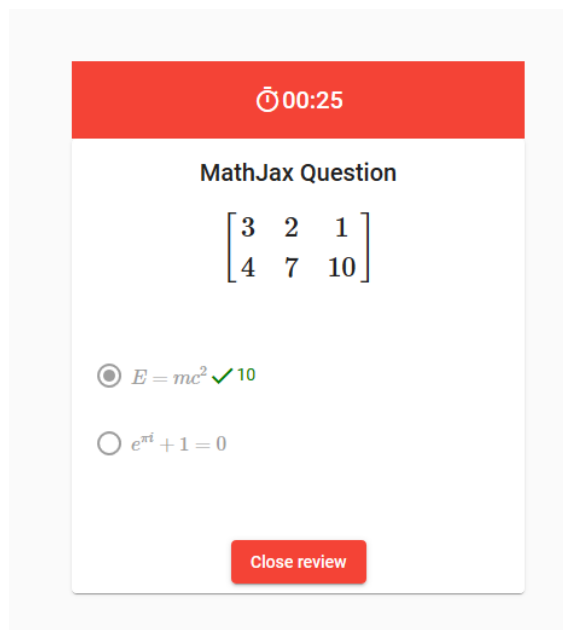 00:25
MathJax Question
[3 2 1
4 7 10]
E = mc² ✓ 10
e^{πi} + 1 = 0
Close review